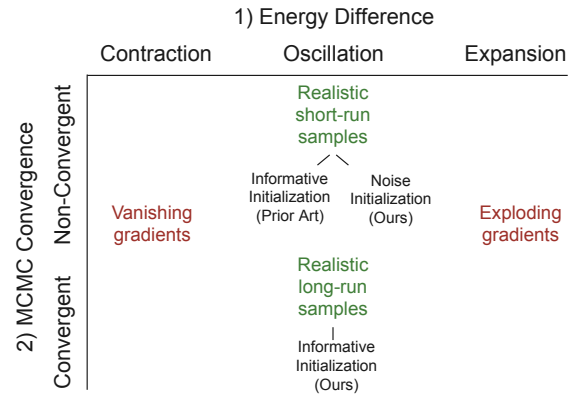 1) Energy Difference
Contraction
Oscillation
Expansion
2) MCMC Convergence
Non-Convergent
Convergent
Realistic
short-run
samples
Informative
Initialization
(Prior Art)
Noise
Initialization
(Ours)
Vanishing
gradients
Exploding
gradients
Realistic
long-run
samples
Informative
Initialization
(Ours)